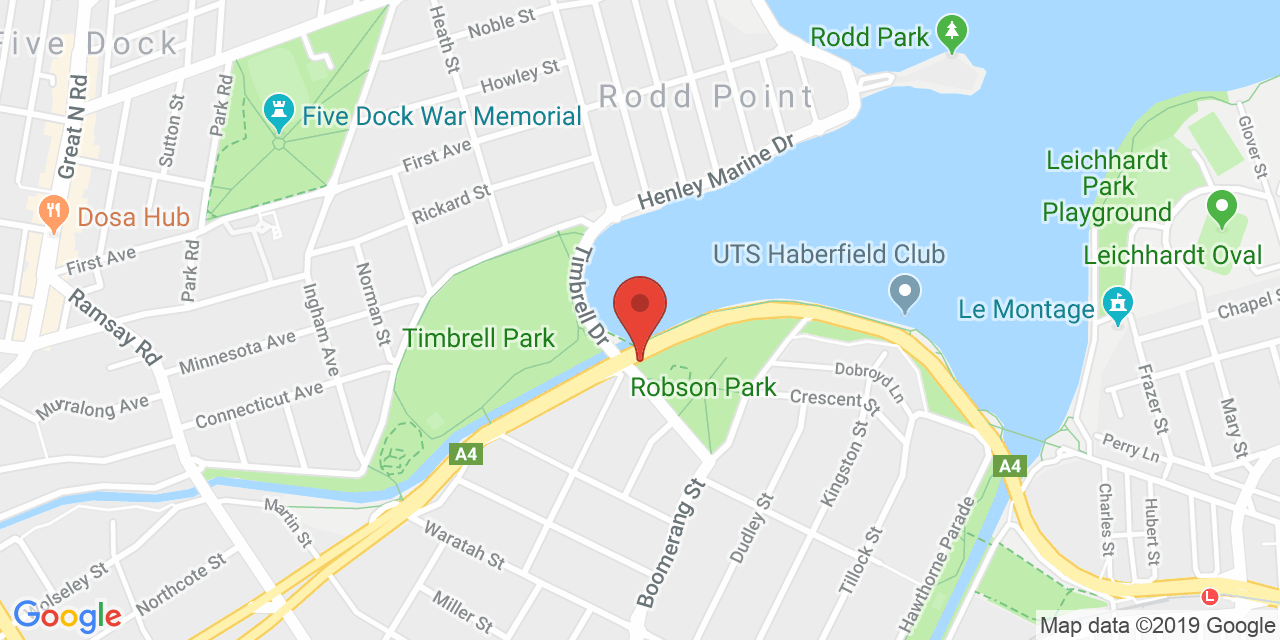 Noble St
Rodd Park
Five Dock
Heath St
Howley St
Great N Rd
Park Rd
Rodd Point
Five Dock War Memorial
Sutton St
Glover St
First Ave
Henley Marine Dr
Leichhardt
Park
Playground
Rickard St
Dosa Hub
UTS Haberfield Club
Leichhardt Oval
First Ave
Park Rd
Timbrell Dr
Le Montage
Chapel S
Norman St
Ingham Ave
Ramsay Rd
Timbrell Park
Minnesota Ave
Robson Park
Dobroyd Ln
Crescent St
Frazer St
Mary St
Murralong Ave
Connecticut Ave
Kingston St
Perry Ln
A4
A4
Martin St
Waratah St
Boomerang St
Dudley St
Tillock St
Hawthorne Parade
Charles St
Hubert St
Northcote St
Miller St
Google
L
Map data ©2019 Google